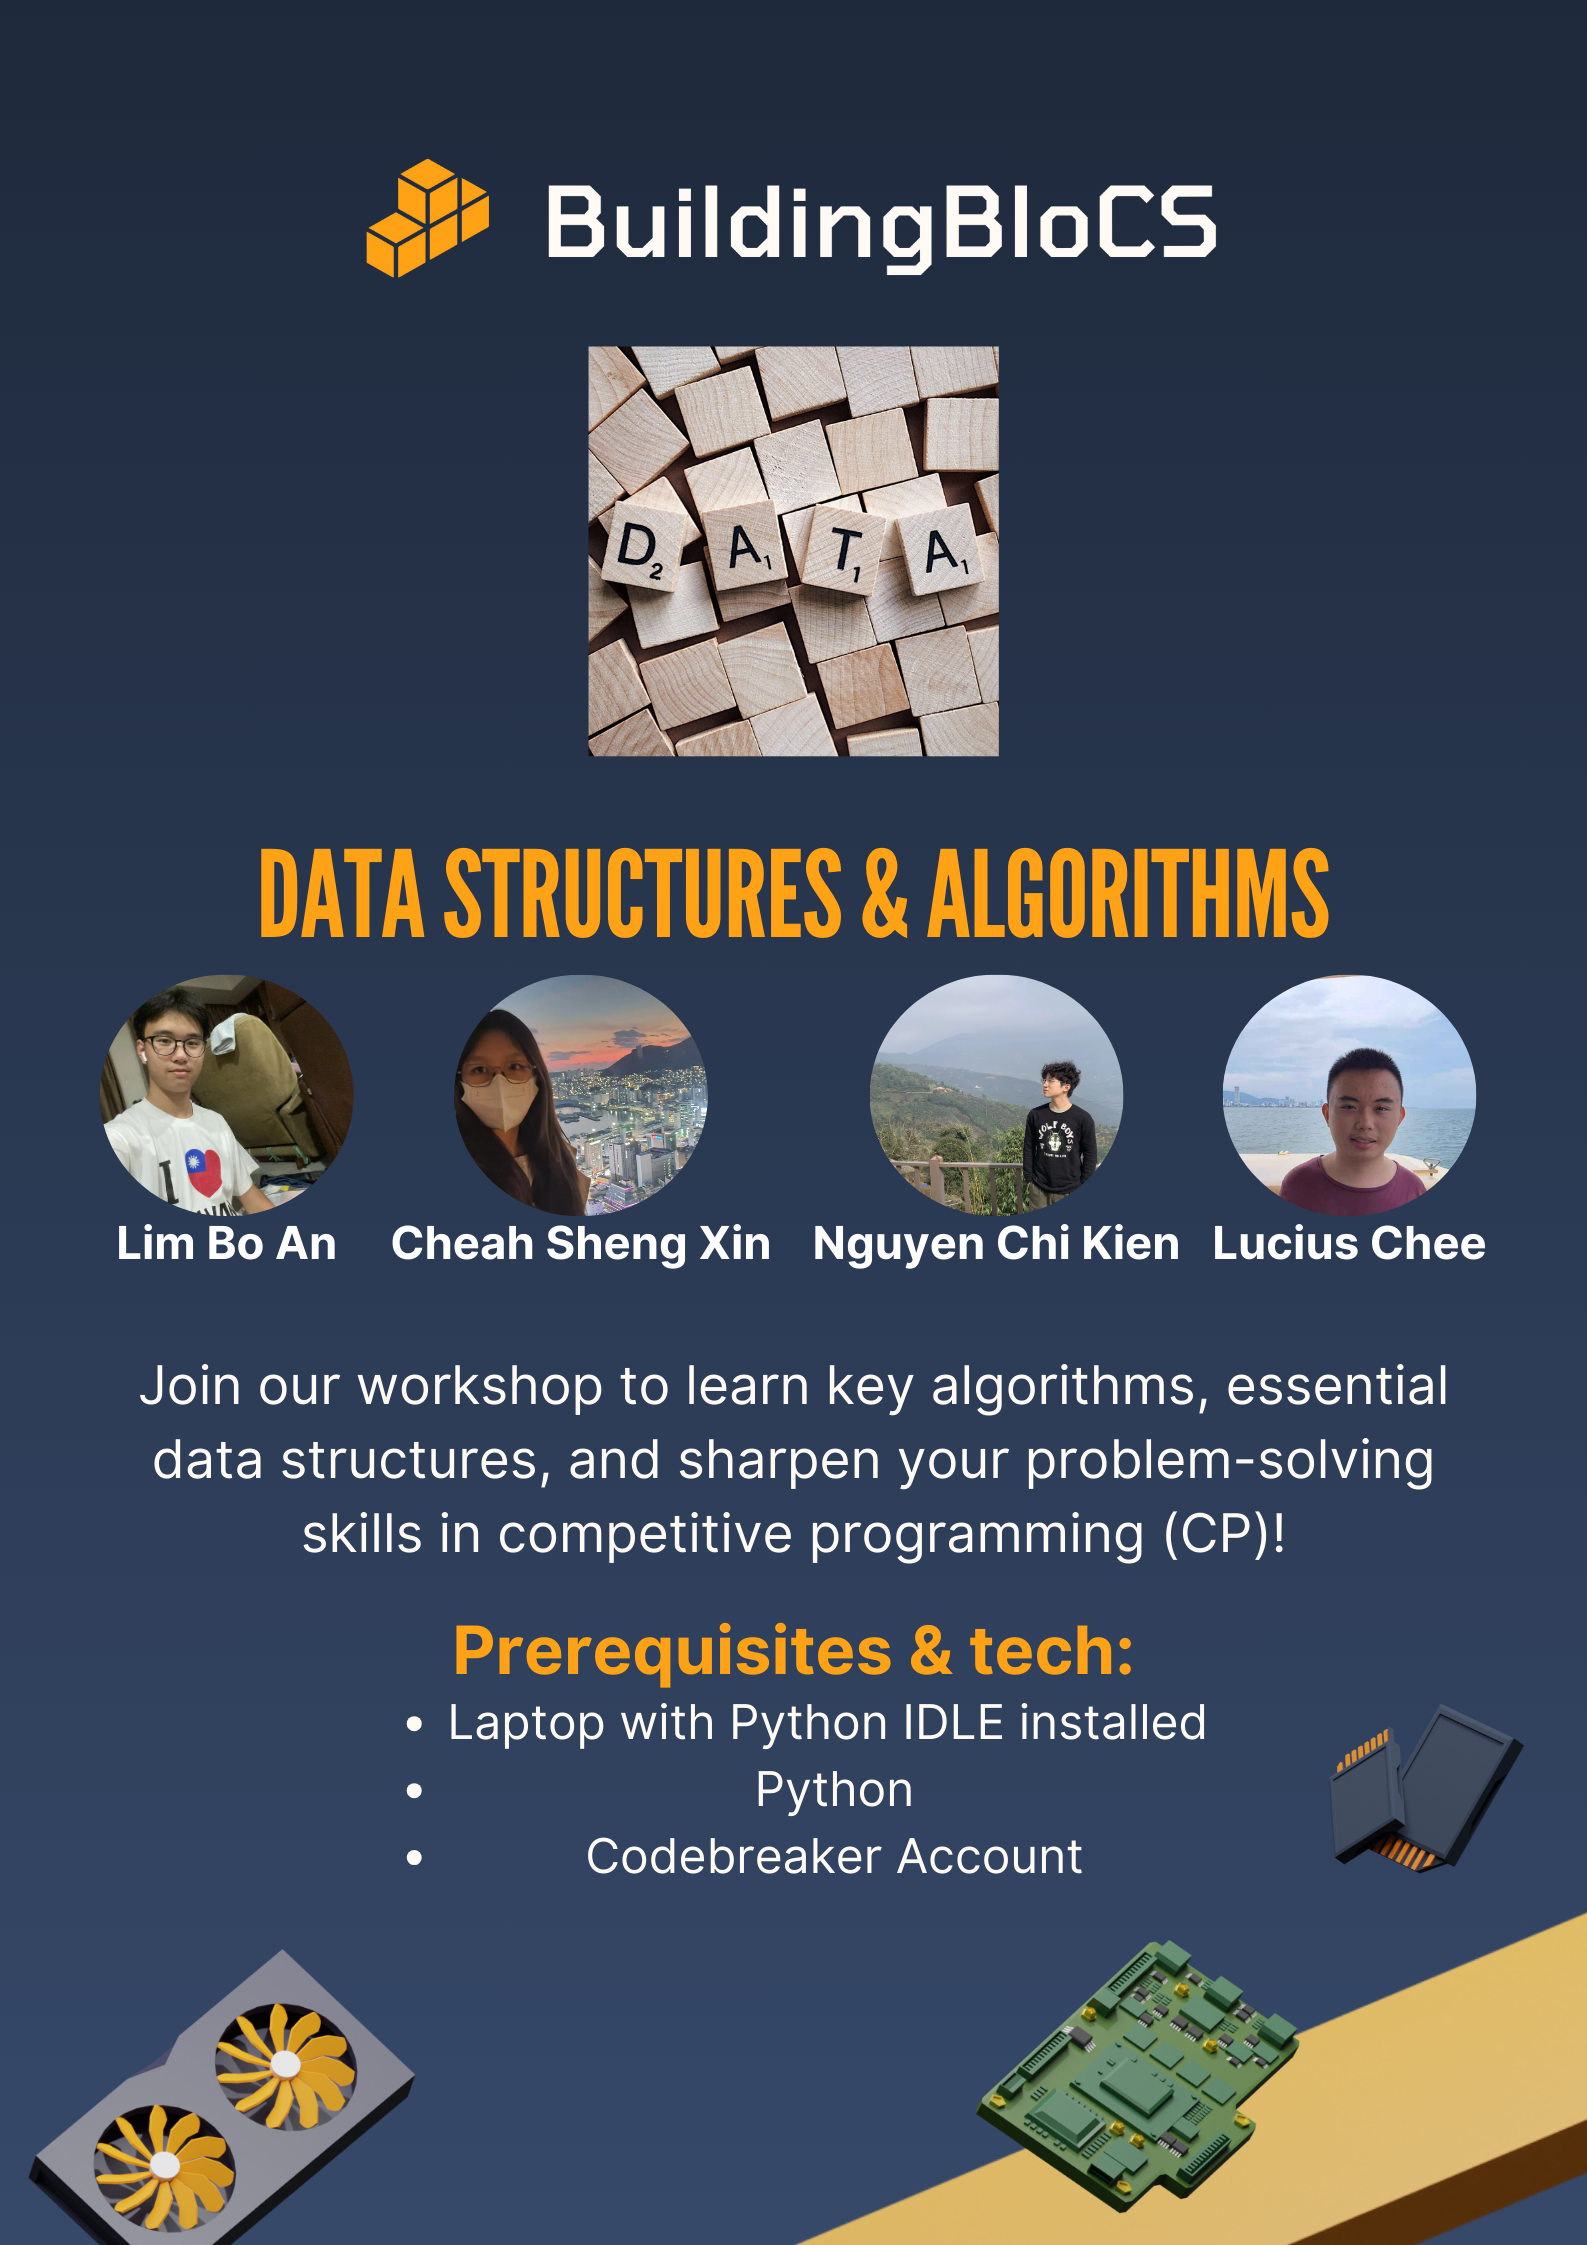 BuildingBloCS
D2 A1 T1 A1
DATA STRUCTURES & ALGORITHMS
Lim Bo An
Cheah Sheng Xin
Nguyen Chi Kien
Lucius Chee
Join our workshop to learn key algorithms, essential
data structures, and sharpen your problem-solving
skills in competitive programming (CP)!
Prerequisites & tech:
• Laptop with Python IDLE installed
• Python
• Codebreaker Account